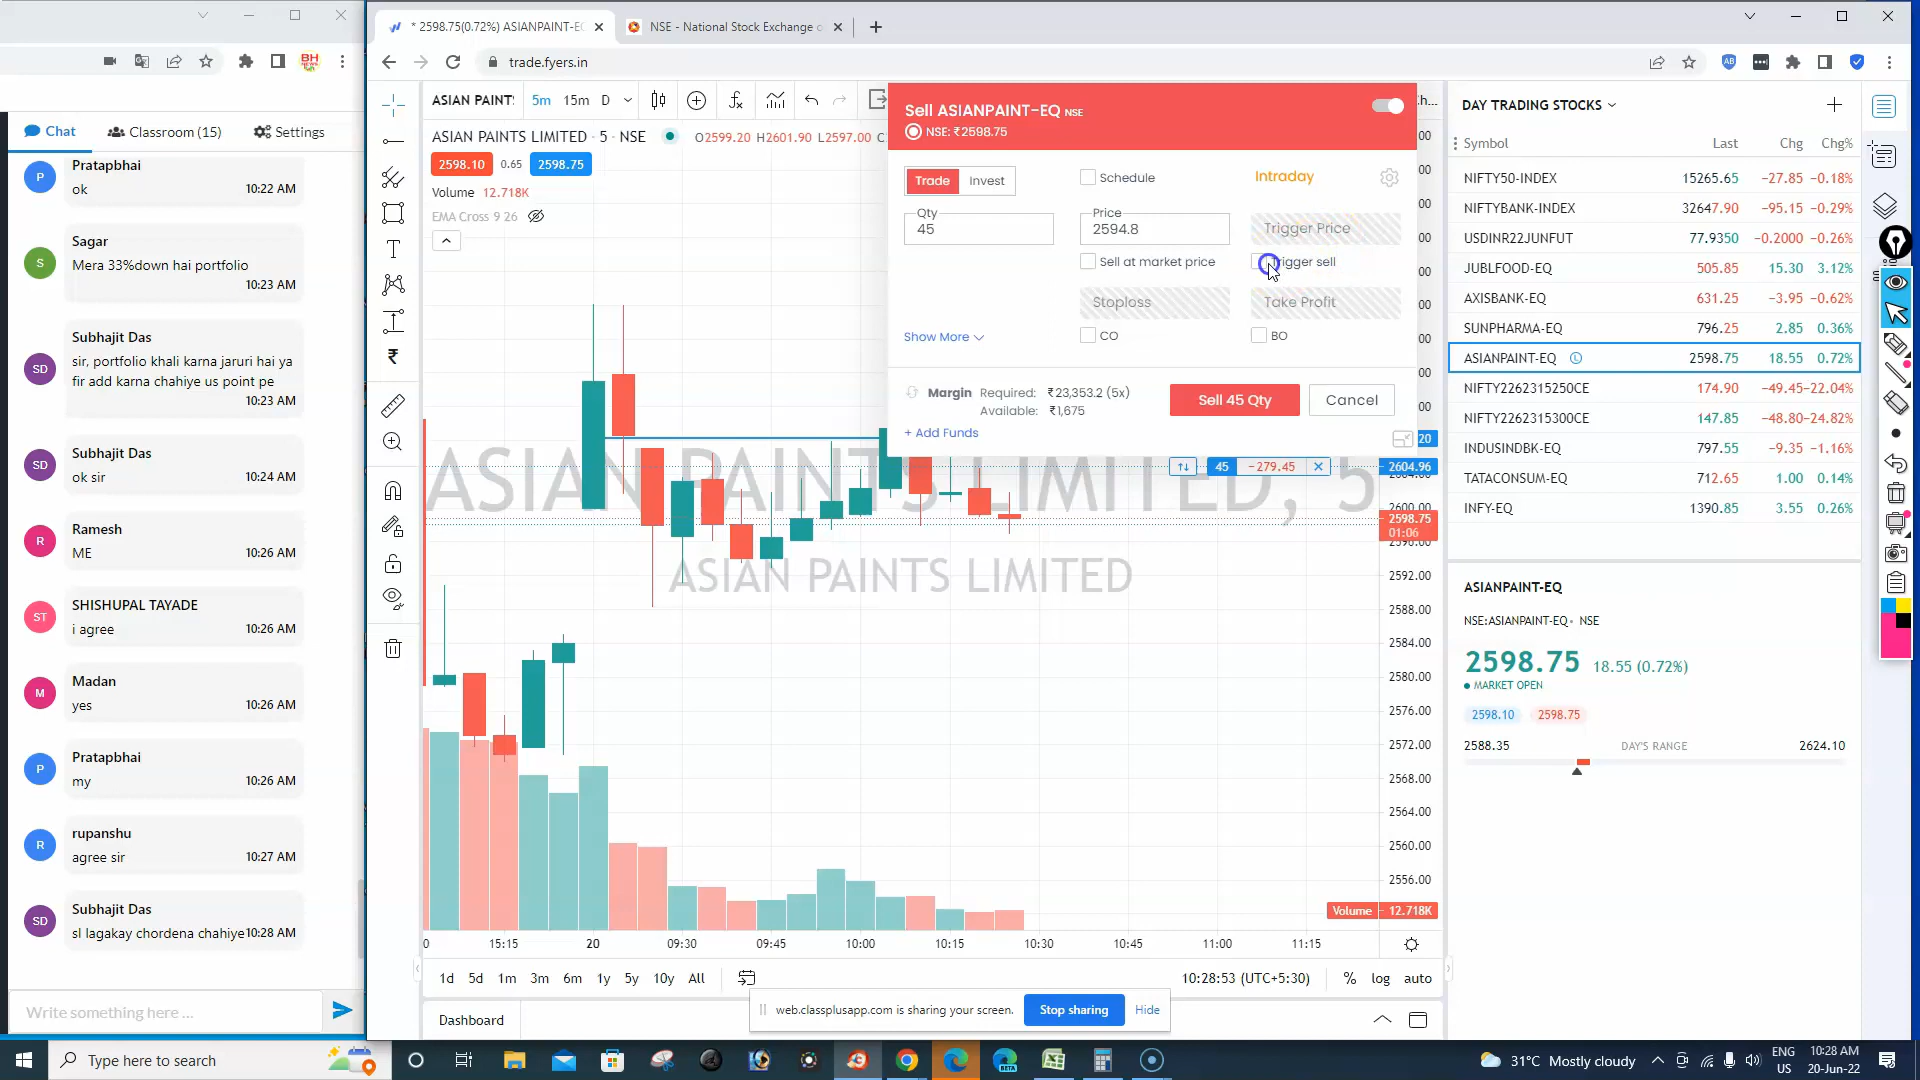 * 2598.75(0.72%) ASIANPAINT-EQ
NSE - National Stock Exchange o
trade.fyers.in
BH
Chat
Classroom (15)
Settings
P
Pratapbhai
ok
10:22 AM
S
Sagar
Mera 33%down hai portfolio
10:23 AM
SD
Subhajit Das
sir, portfolio khali karna jaruri hai ya
fir add karna chahiye us point pe
10:23 AM
SD
Subhajit Das
ok sir
10:24 AM
R
Ramesh
ME
10:26 AM
ST
SHISHUPAL TAYADE
i agree
10:26 AM
M
Madan
yes
10:26 AM
P
Pratapbhai
my
10:26 AM
R
rupanshu
agree sir
10:27 AM
SD
Subhajit Das
sl lagakay chordena chahiye
10:28 AM
Write something here ...
ASIAN PAINTS
5m 15m D
ASIAN PAINTS LIMITED · 5 · NSE
O2599.20 H2601.90 L2597.00
2598.10 0.65 2598.75
Volume 12.718K
EMA Cross 9 26
ASIAN PAINTS LIMITED, 5
ASIAN PAINTS LIMITED
Sell ASIANPAINT-EQ NSE
NSE: ₹2598.75
Trade Invest
Schedule
Intraday
Qty
45
Price
2594.8
Trigger Price
Sell at market price
Trigger sell
Stoploss
Take Profit
Show More
CO
BO
Margin Required: ₹23,353.2 (5x)
Available: ₹1,675
+ Add Funds
Sell 45 Qty
Cancel
45 -279.45
2604.96
2600.00
2598.75
01:06
2596.00
2592.00
2588.00
2584.00
2580.00
2576.00
2572.00
2568.00
2564.00
2560.00
2556.00
Volume 12.718K
15:15 20 09:30 09:45 10:00 10:15 10:30 10:45 11:00 11:15
1d 5d 1m 3m 6m 1y 5y 10y All
10:28:53 (UTC+5:30)
% log auto
Dashboard
web.classplusapp.com is sharing your screen.
Stop sharing
Hide
DAY TRADING STOCKS
Symbol Last Chg Chg%
NIFTY50-INDEX 15265.65 -27.85 -0.18%
NIFTYBANK-INDEX 32647.90 -95.15 -0.29%
USDINR22JUNFUT 77.9350 -0.2000 -0.26%
JUBLFOOD-EQ 505.85 15.30 3.12%
AXISBANK-EQ 631.25 -3.95 -0.62%
SUNPHARMA-EQ 796.25 2.85 0.36%
ASIANPAINT-EQ 2598.75 18.55 0.72%
NIFTY2262315250CE 174.90 -49.45 -22.04%
NIFTY2262315300CE 147.85 -48.80 -24.82%
INDUSINDBK-EQ 797.55 -9.35 -1.16%
TATACONSUM-EQ 712.65 1.00 0.14%
INFY-EQ 1390.85 3.55 0.26%
ASIANPAINT-EQ
NSE:ASIANPAINT-EQ • NSE
2598.75 18.55 (0.72%)
MARKET OPEN
2598.10 2598.75
2588.35 DAY'S RANGE 2624.10
Type here to search
31°C Mostly cloudy
ENG
US
10:28 AM
20-Jun-22